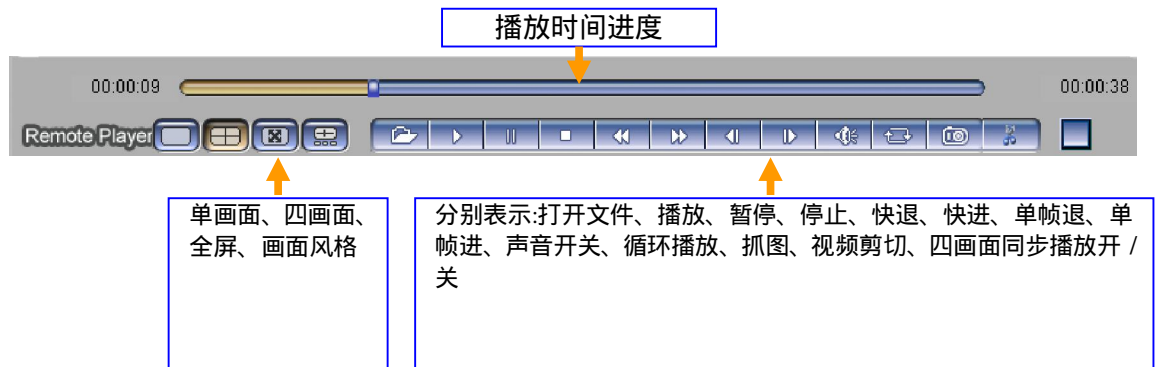 播放时间进度
00:00:09
00:00:38
Remote Player
单画面、四画面、
全屏、画面风格
分别表示:打开文件、播放、暂停、停止、快退、快进、单帧退、单
帧进、声音开关、循环播放、抓图、视频剪切、四画面同步播放开 /
关